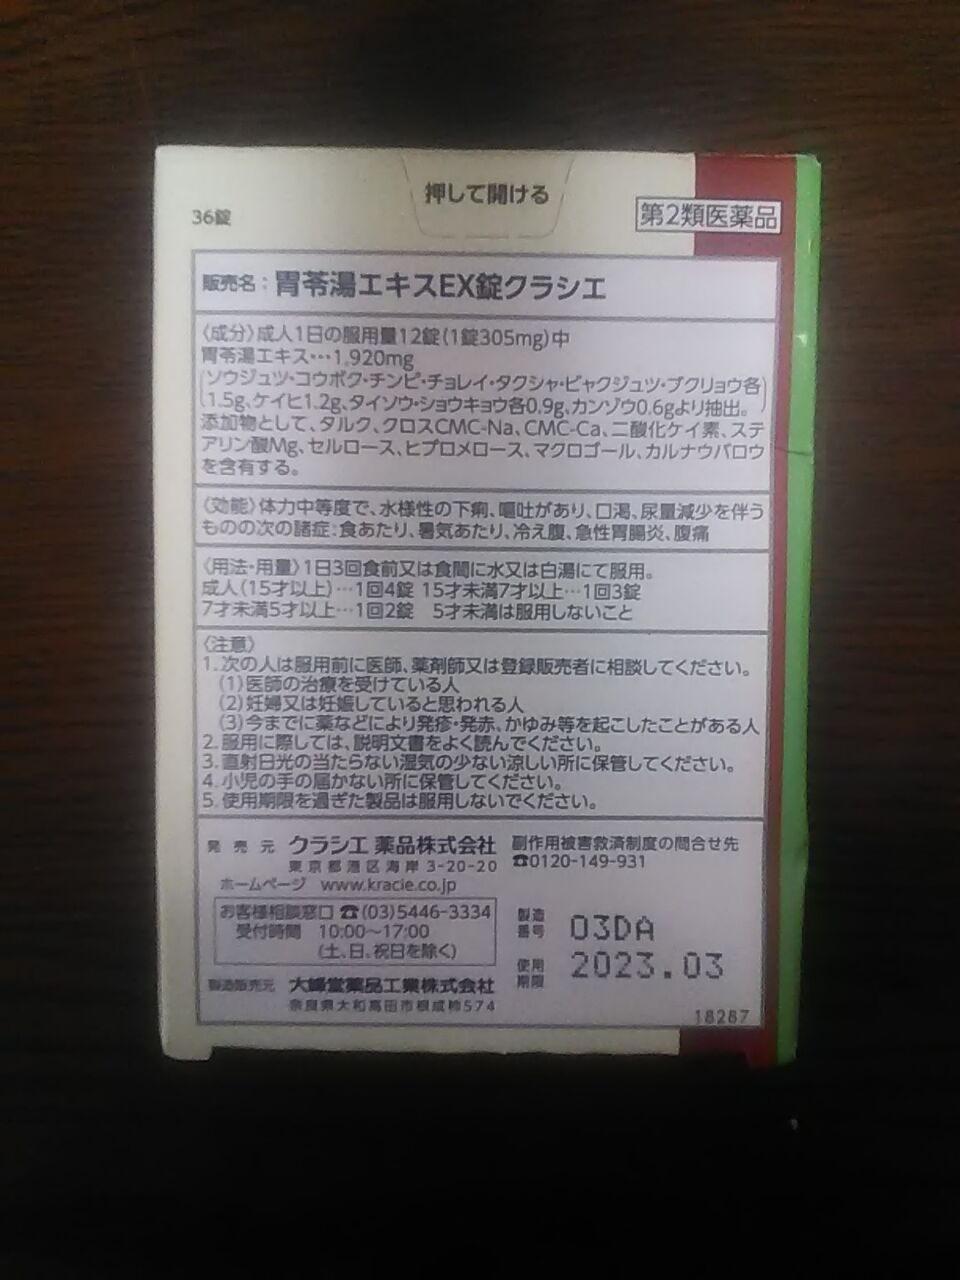 押して開ける
36錠
第2類医薬品
販売名：胃苓湯エキスEX錠クラシエ
〈成分〉成人1日の服用量12錠(1錠305mg)中
胃苓湯エキス…1,920mg
(ソウジュツ・コウボク・チンピ・チョレイ・タクシャ・ビャクジュツ・ブクリョウ各
1.5g、ケイヒ1.2g、タイソウ・ショウキョウ各0.9g、カンゾウ0.6gより抽出。)
添加物として、タルク、クロスCMC-Na、CMC-Ca、二酸化ケイ素、ステ
アリン酸Mg、セルロース、ヒプロメロース、マクロゴール、カルナウバロウ
を含有する。
〈効能〉体力中等度で、水様性の下痢、嘔吐があり、口渇、尿量減少を伴う
ものの次の諸症：食あたり、暑気あたり、冷え腹、急性胃腸炎、腹痛
〈用法・用量〉1日3回食前又は食間に水又は白湯にて服用。
成人(15才以上)…1回4錠 15才未満7才以上…1回3錠
7才未満5才以上…1回2錠 5才未満は服用しないこと
〈注意〉
1. 次の人は服用前に医師、薬剤師又は登録販売者に相談してください。
(1)医師の治療を受けている人
(2)妊婦又は妊娠していると思われる人
(3)今までに薬などにより発疹・発赤、かゆみ等を起こしたことがある人
2. 服用に際しては、説明文書をよく読んでください。
3. 直射日光の当たらない湿気の少ない涼しい所に保管してください。
4. 小児の手の届かない所に保管してください。
5. 使用期限を過ぎた製品は服用しないでください。
発売元 クラシエ薬品株式会社
東京都港区海岸3-20-20
ホームページ www.kracie.co.jp
お客様相談窓口 ☎(03)5446-3334
受付時間 10:00～17:00
(土、日、祝日を除く)
製造販売元 大峰堂薬品工業株式会社
奈良県大和高田市根成柿574
副作用被害救済制度の問合せ先
☎0120-149-931
製造番号 03DA
使用期限 2023.03
18287